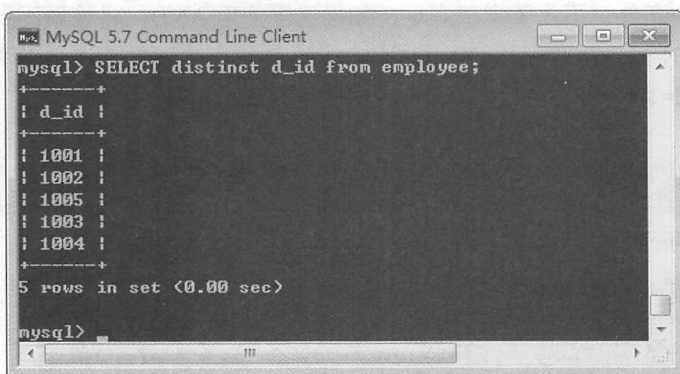 MySQL 5.7 Command Line Client
mysql> SELECT distinct d_id from employee;
+------+
| d_id |
+------+
| 1001 |
| 1002 |
| 1005 |
| 1003 |
| 1004 |
+------+
5 rows in set (0.00 sec)
mysql>